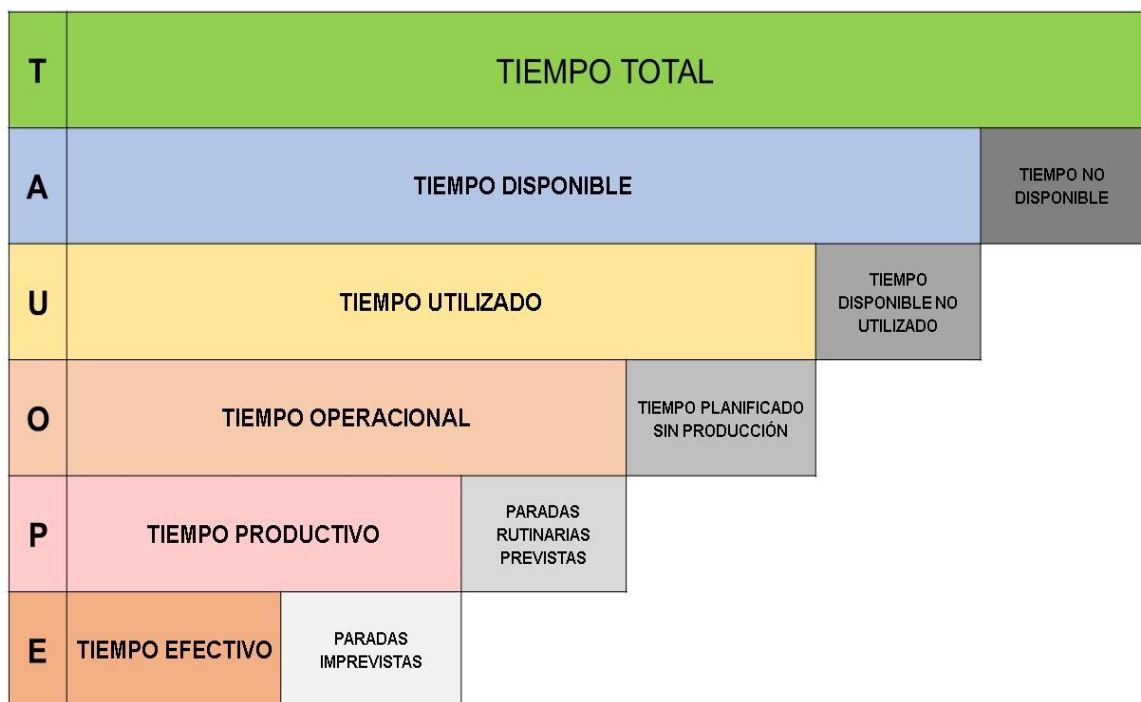 T
TIEMPO TOTAL
A
TIEMPO DISPONIBLE
TIEMPO NO
DISPONIBLE
U
TIEMPO UTILIZADO
TIEMPO
DISPONIBLE NO
UTILIZADO
O
TIEMPO OPERACIONAL
TIEMPO PLANIFICADO
SIN PRODUCCIÓN
P
TIEMPO PRODUCTIVO
PARADAS
RUTINARIAS
PREVISTAS
E
TIEMPO EFECTIVO
PARADAS
IMPREVISTAS